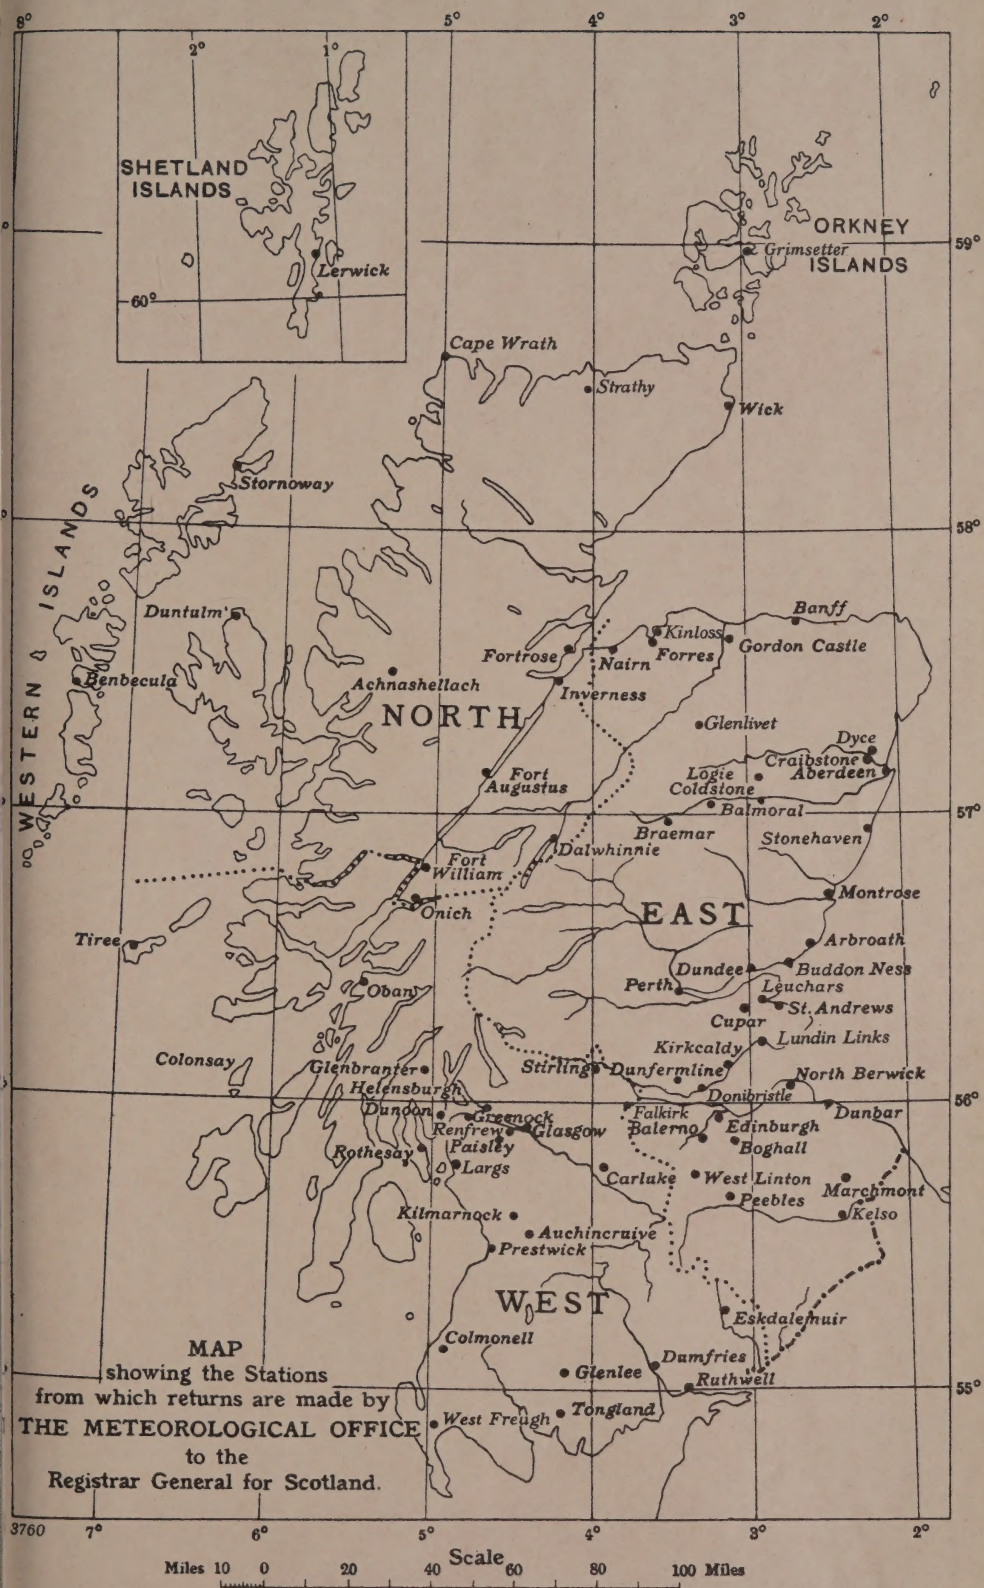 8° 5° 4° 3° 2°
2° 1°
SHETLAND
ISLANDS
Lerwick
60°
ORKNEY
Grimsetter
ISLANDS
59°
Cape Wrath
Strathy
Wick
Stornoway
58°
WESTERN ISLANDS
Duntulm
Benbecula
Banff
Kinloss
Gordon Castle
Fortrose
Nairn
Forres
Achnashellach
Inverness
NORTH
Glenlivet
Dyce
Craibstone
Aberdeen
Fort
Augustus
Logie
Coldstone
Balmoral
57°
Braemar
Stonehaven
Dalwhinnie
Fort
William
Onich
Montrose
EAST
Tiree
Arbroath
Dundee
Buddon Ness
Oban
Perth
Leuchars
St. Andrews
Cupar
Lundin Links
Kirkcaldy
Colonsay
Glenbranter
Stirling
Dunfermline
North Berwick
Helensburgh
Donibristle
56°
Dunoon
Greenock
Falkirk
Dunbar
Renfrew
Glasgow
Balerno
Edinburgh
Rothesay
Paisley
Boghall
Largs
Carluke
West Linton
Marchmont
Peebles
Kilmarnock
Kelso
Auchincruive
Prestwick
WEST
Eskdalemuir
Colmonell
Dumfries
Glenlee
Ruthwell
55°
West Freugh
Tongland
MAP
showing the Stations
from which returns are made by
THE METEOROLOGICAL OFFICE
to the
Registrar General for Scotland.
3760 7° 6° 5° 4° 3° 2°
Scale
Miles 10 0 20 40 60 80 100 Miles